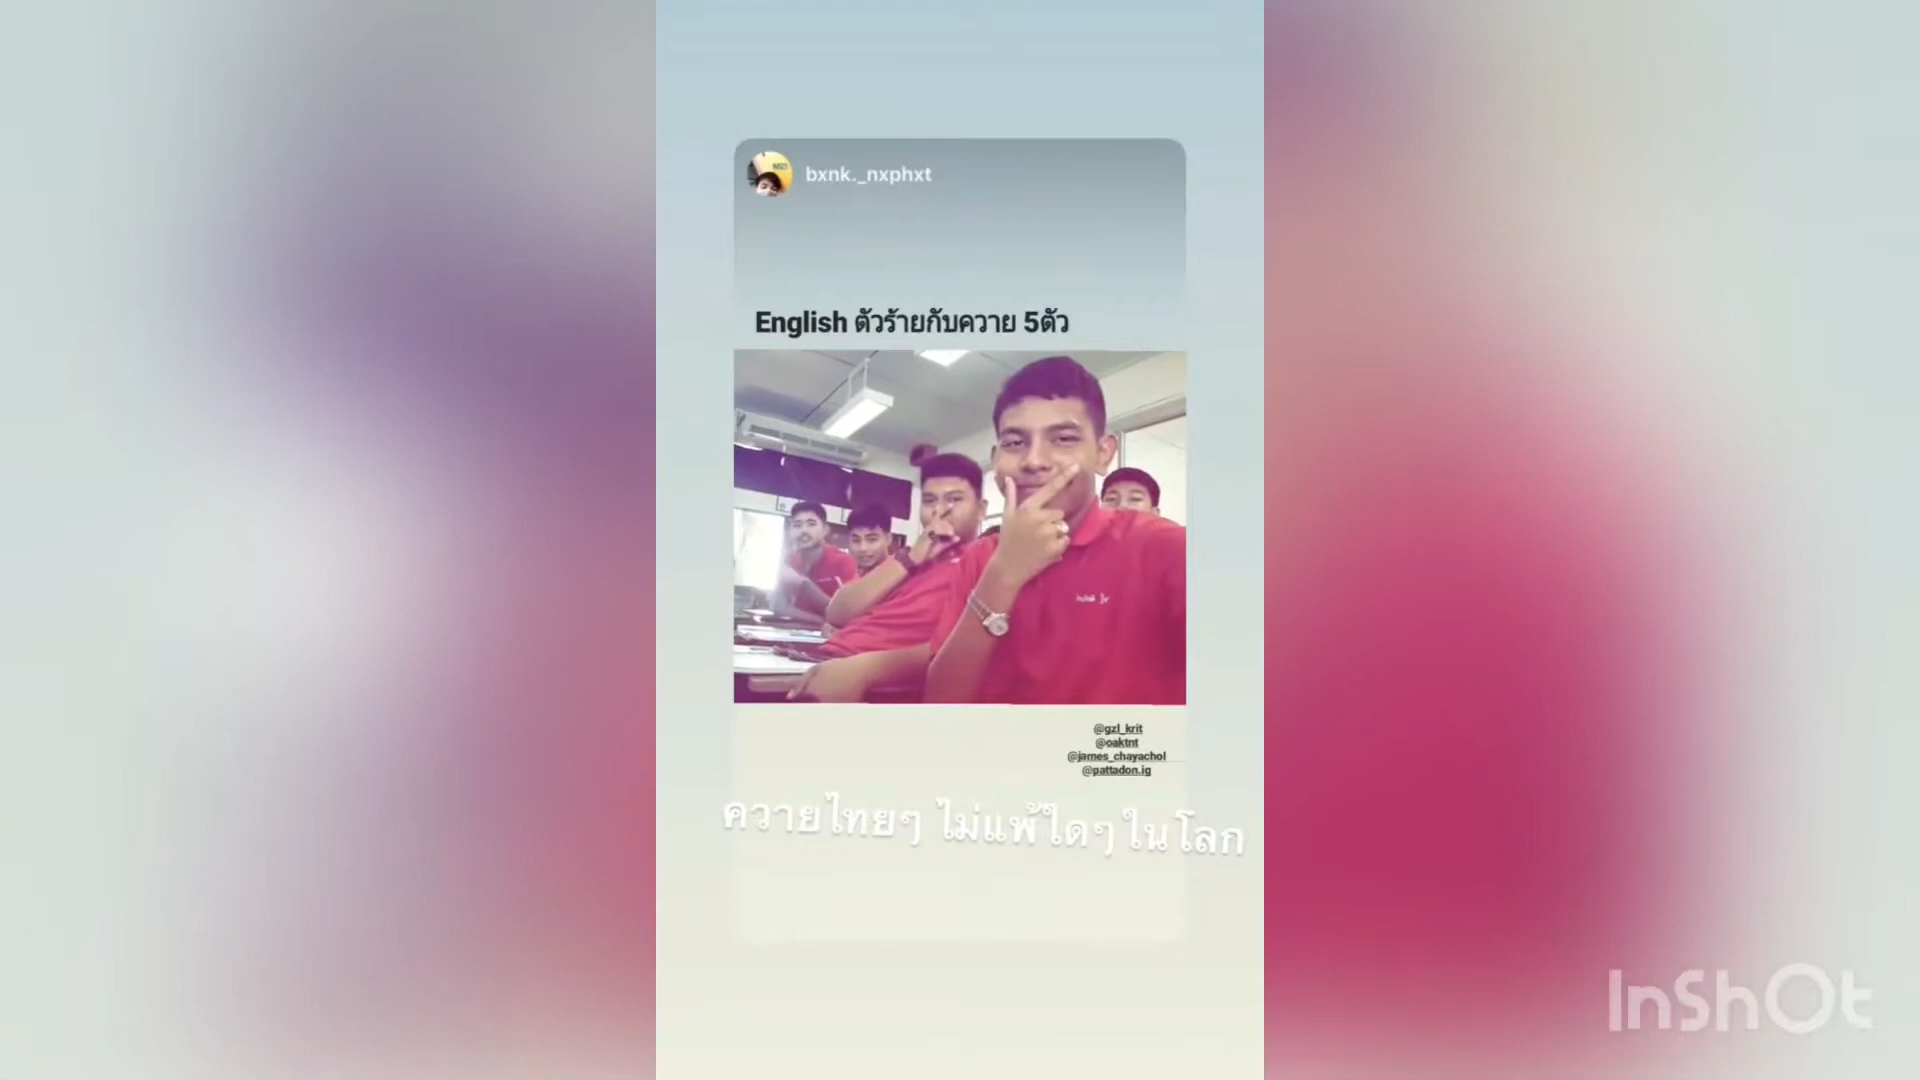 bxnk._nxphxt
English ตัวร้ายกับควาย 5ตัว
@gzl_krit
@oaktnt
@james_chayachol
@pattadon.ig
ควายไทยๆ ไม่แพ้ใดๆ ในโลก
InShOt